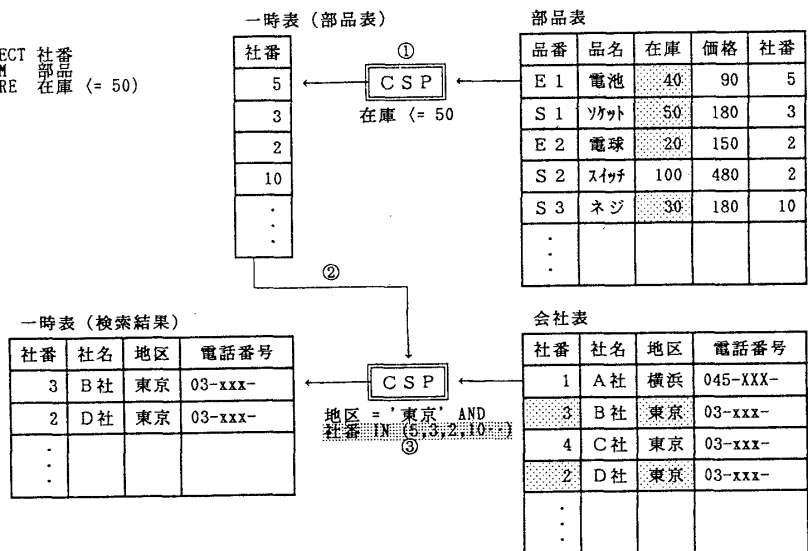 一時表（部品表）
部品表
ECT 社番
M 部品
RE 在庫 <= 50)
社番
5
3
2
10
①
CSP
在庫 <= 50
品番 品名 在庫 価格 社番
E1 電池 40 90 5
S1 ソケット 50 180 3
E2 電球 20 150 2
S2 スイッチ 100 480 2
S3 ネジ 30 180 10
②
一時表（検索結果）
会社表
社番 社名 地区 電話番号
3 B社 東京 03-xxx-
2 D社 東京 03-xxx-
CSP
地区 = '東京' AND
社番 IN (5,3,2,10‥)
③
社番 社名 地区 電話番号
1 A社 横浜 045-XXX-
3 B社 東京 03-xxx-
4 C社 東京 03-xxx-
2 D社 東京 03-xxx-